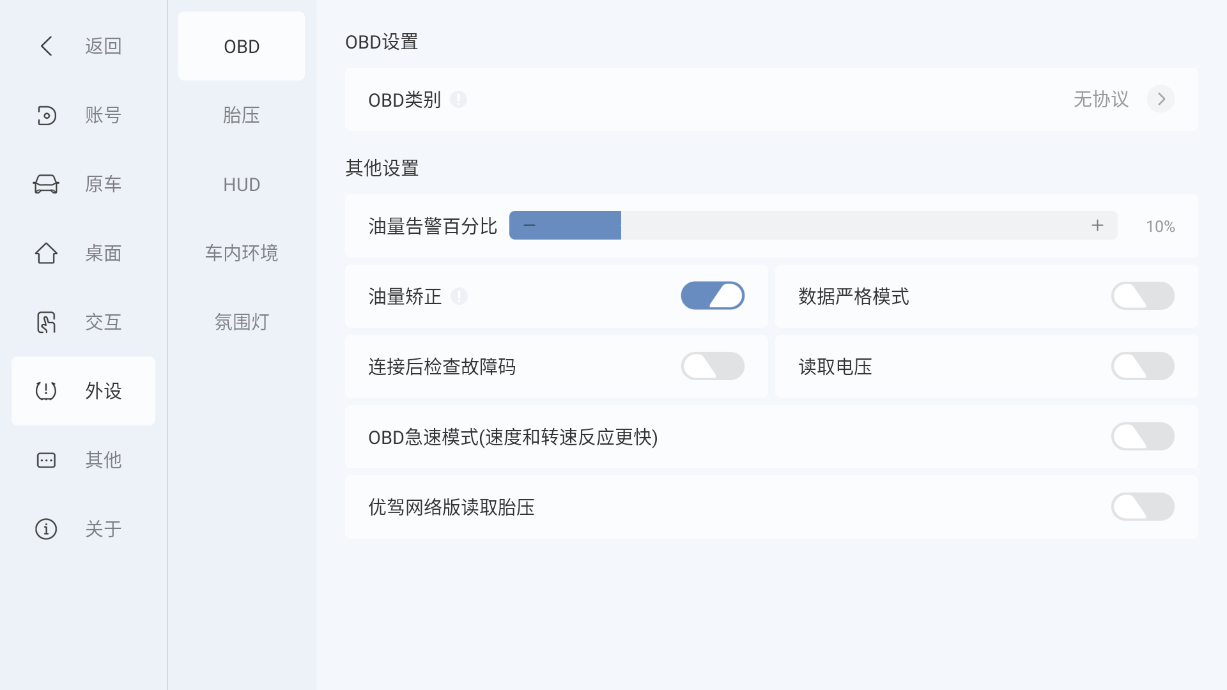 返回
账号
原车
桌面
交互
外设
其他
关于
OBD
胎压
HUD
车内环境
氛围灯
OBD设置
OBD类别
无协议
其他设置
油量告警百分比
10%
油量矫正
数据严格模式
连接后检查故障码
读取电压
OBD急速模式(速度和转速反应更快)
优驾网络版读取胎压